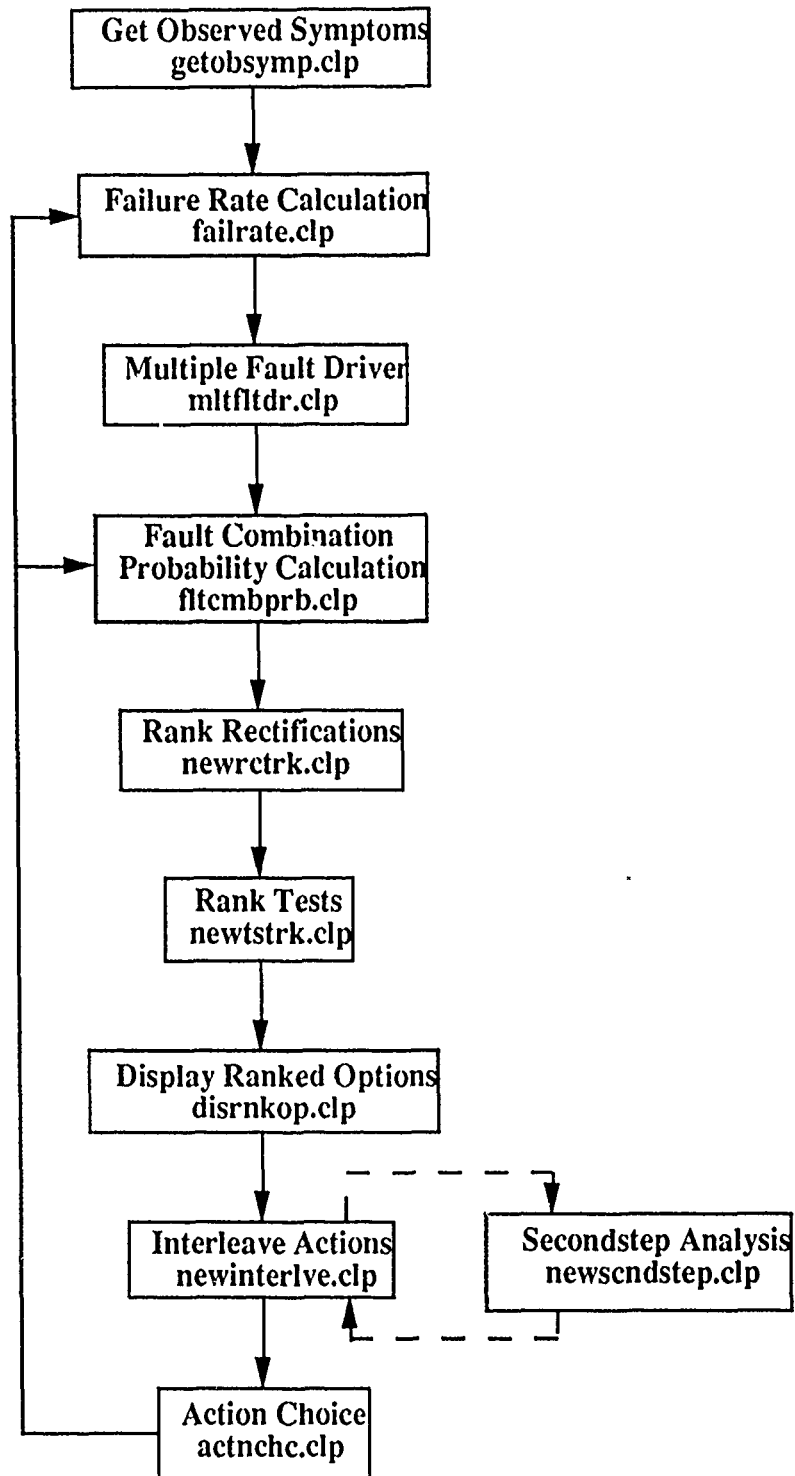 Get Observed Symptoms
getobsymp.clp
Failure Rate Calculation
failrate.clp
Multiple Fault Driver
mltfltdr.clp
Fault Combination
Probability Calculation
fltcmbprb.clp
Rank Rectifications
newrctrk.clp
Rank Tests
newtstrk.clp
Display Ranked Options
disrnkop.clp
Interleave Actions
newinterlve.clp
Secondstep Analysis
newscndstep.clp
Action Choice
actnchc.clp